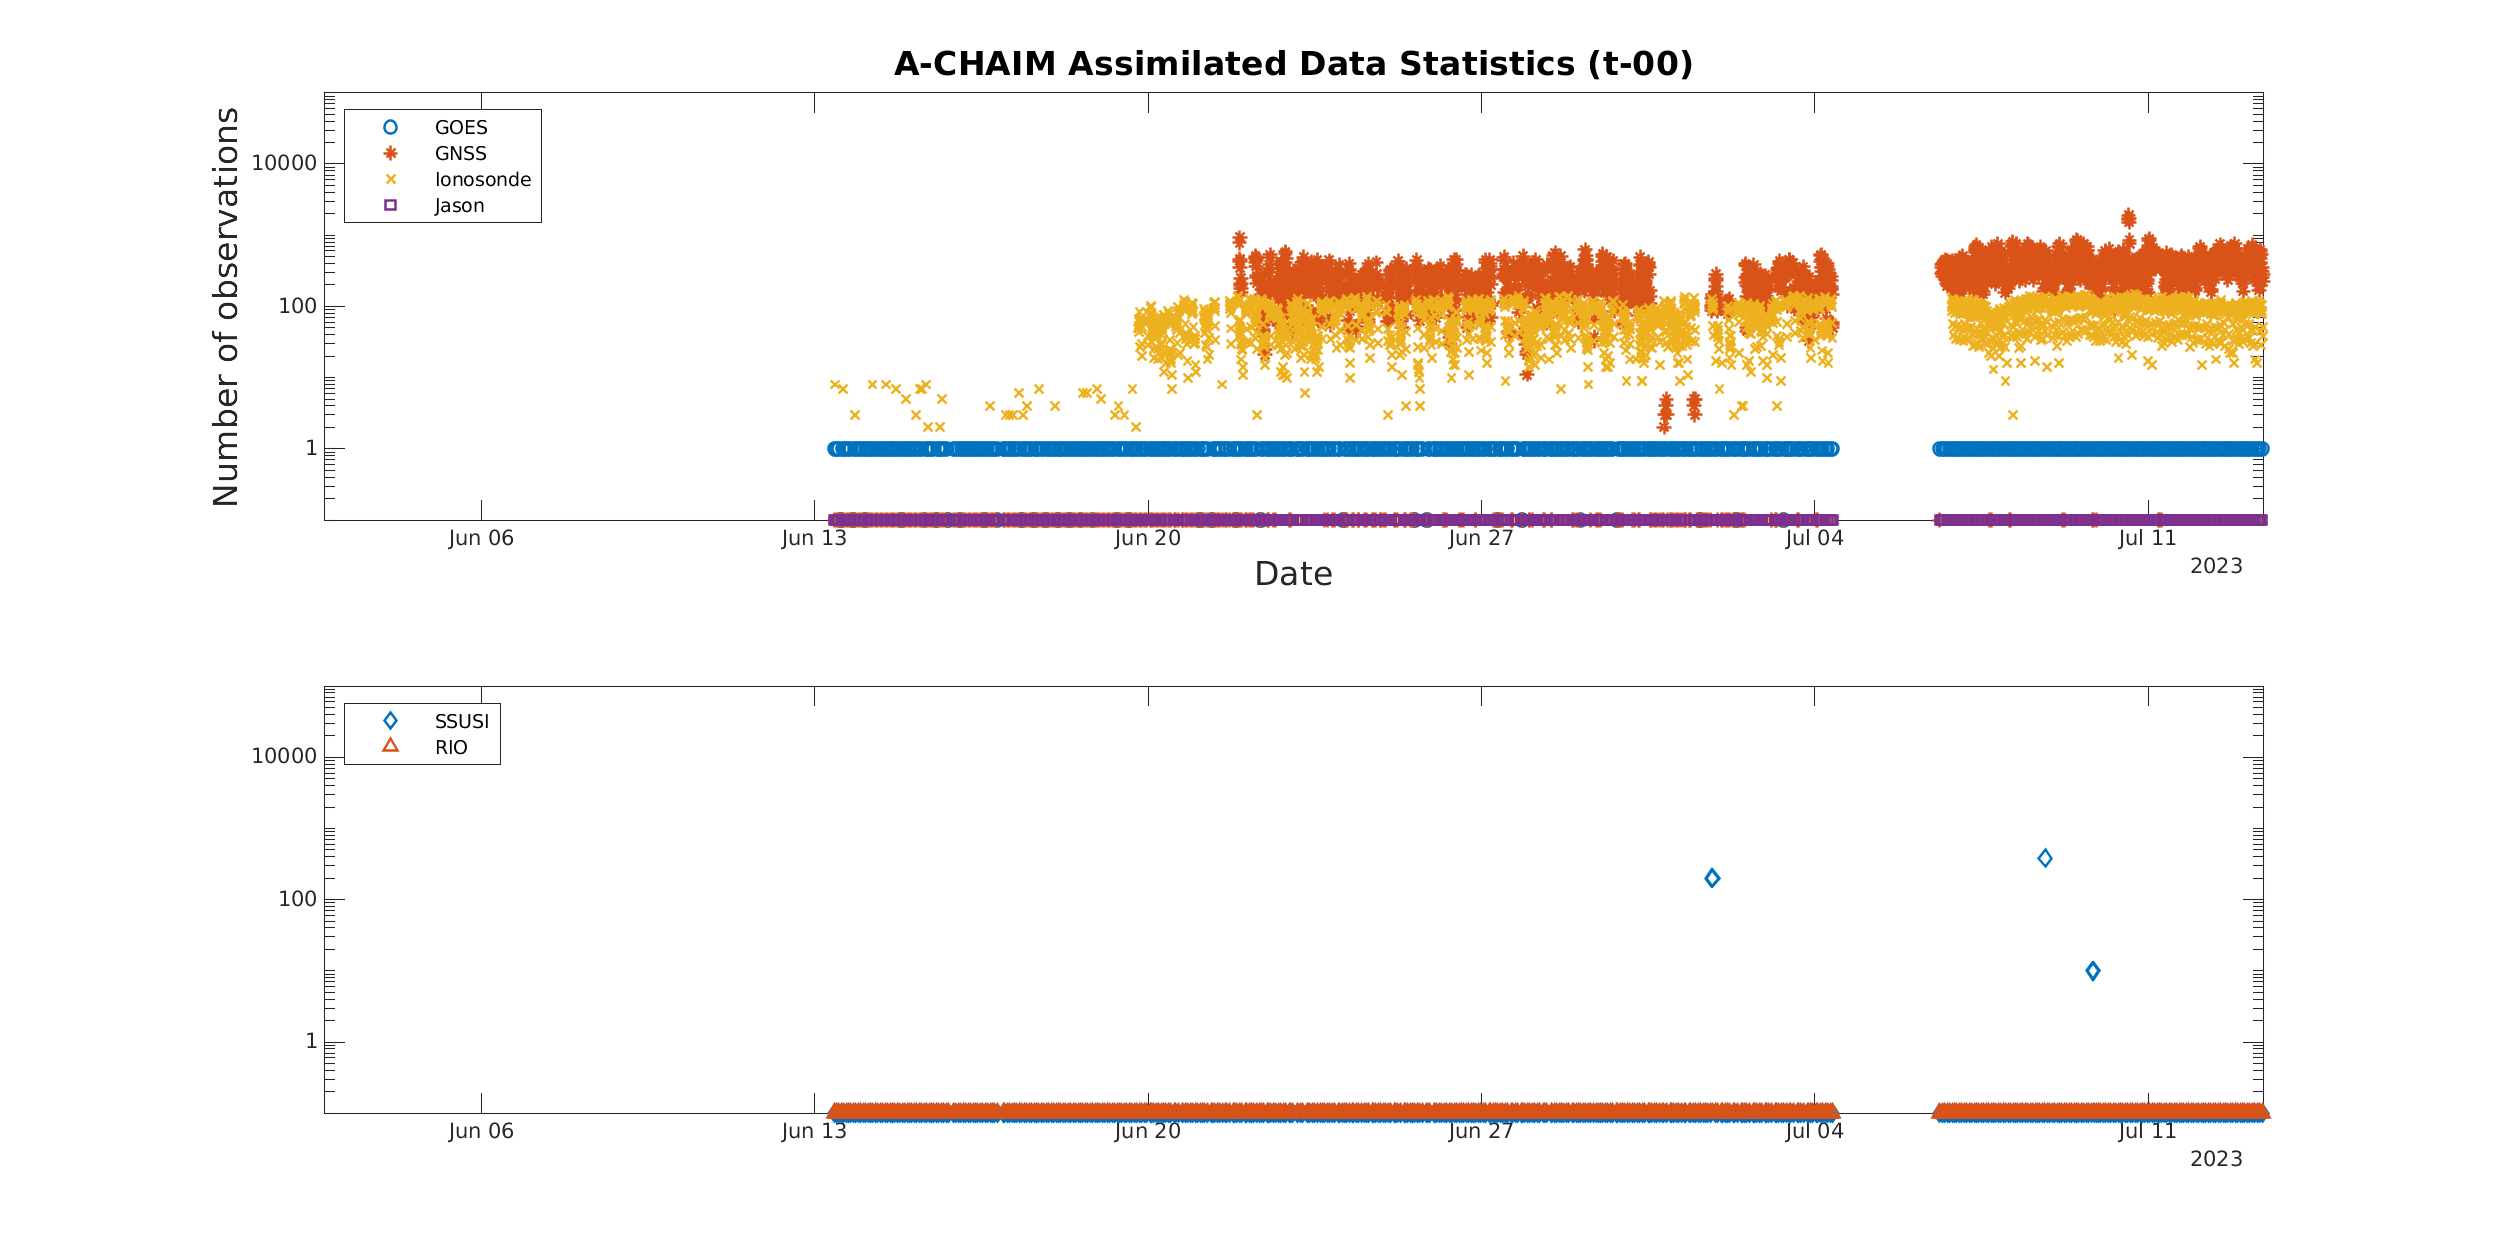 A-CHAIM Assimilated Data Statistics (t-00)
Number of observations
GOES
GNSS
Ionosonde
Jason
10000
100
1
Jun 06
Jun 13
Jun 20
Jun 27
Jul 04
Jul 11
2023
Date
SSUSI
RIO
10000
100
1
Jun 06
Jun 13
Jun 20
Jun 27
Jul 04
Jul 11
2023